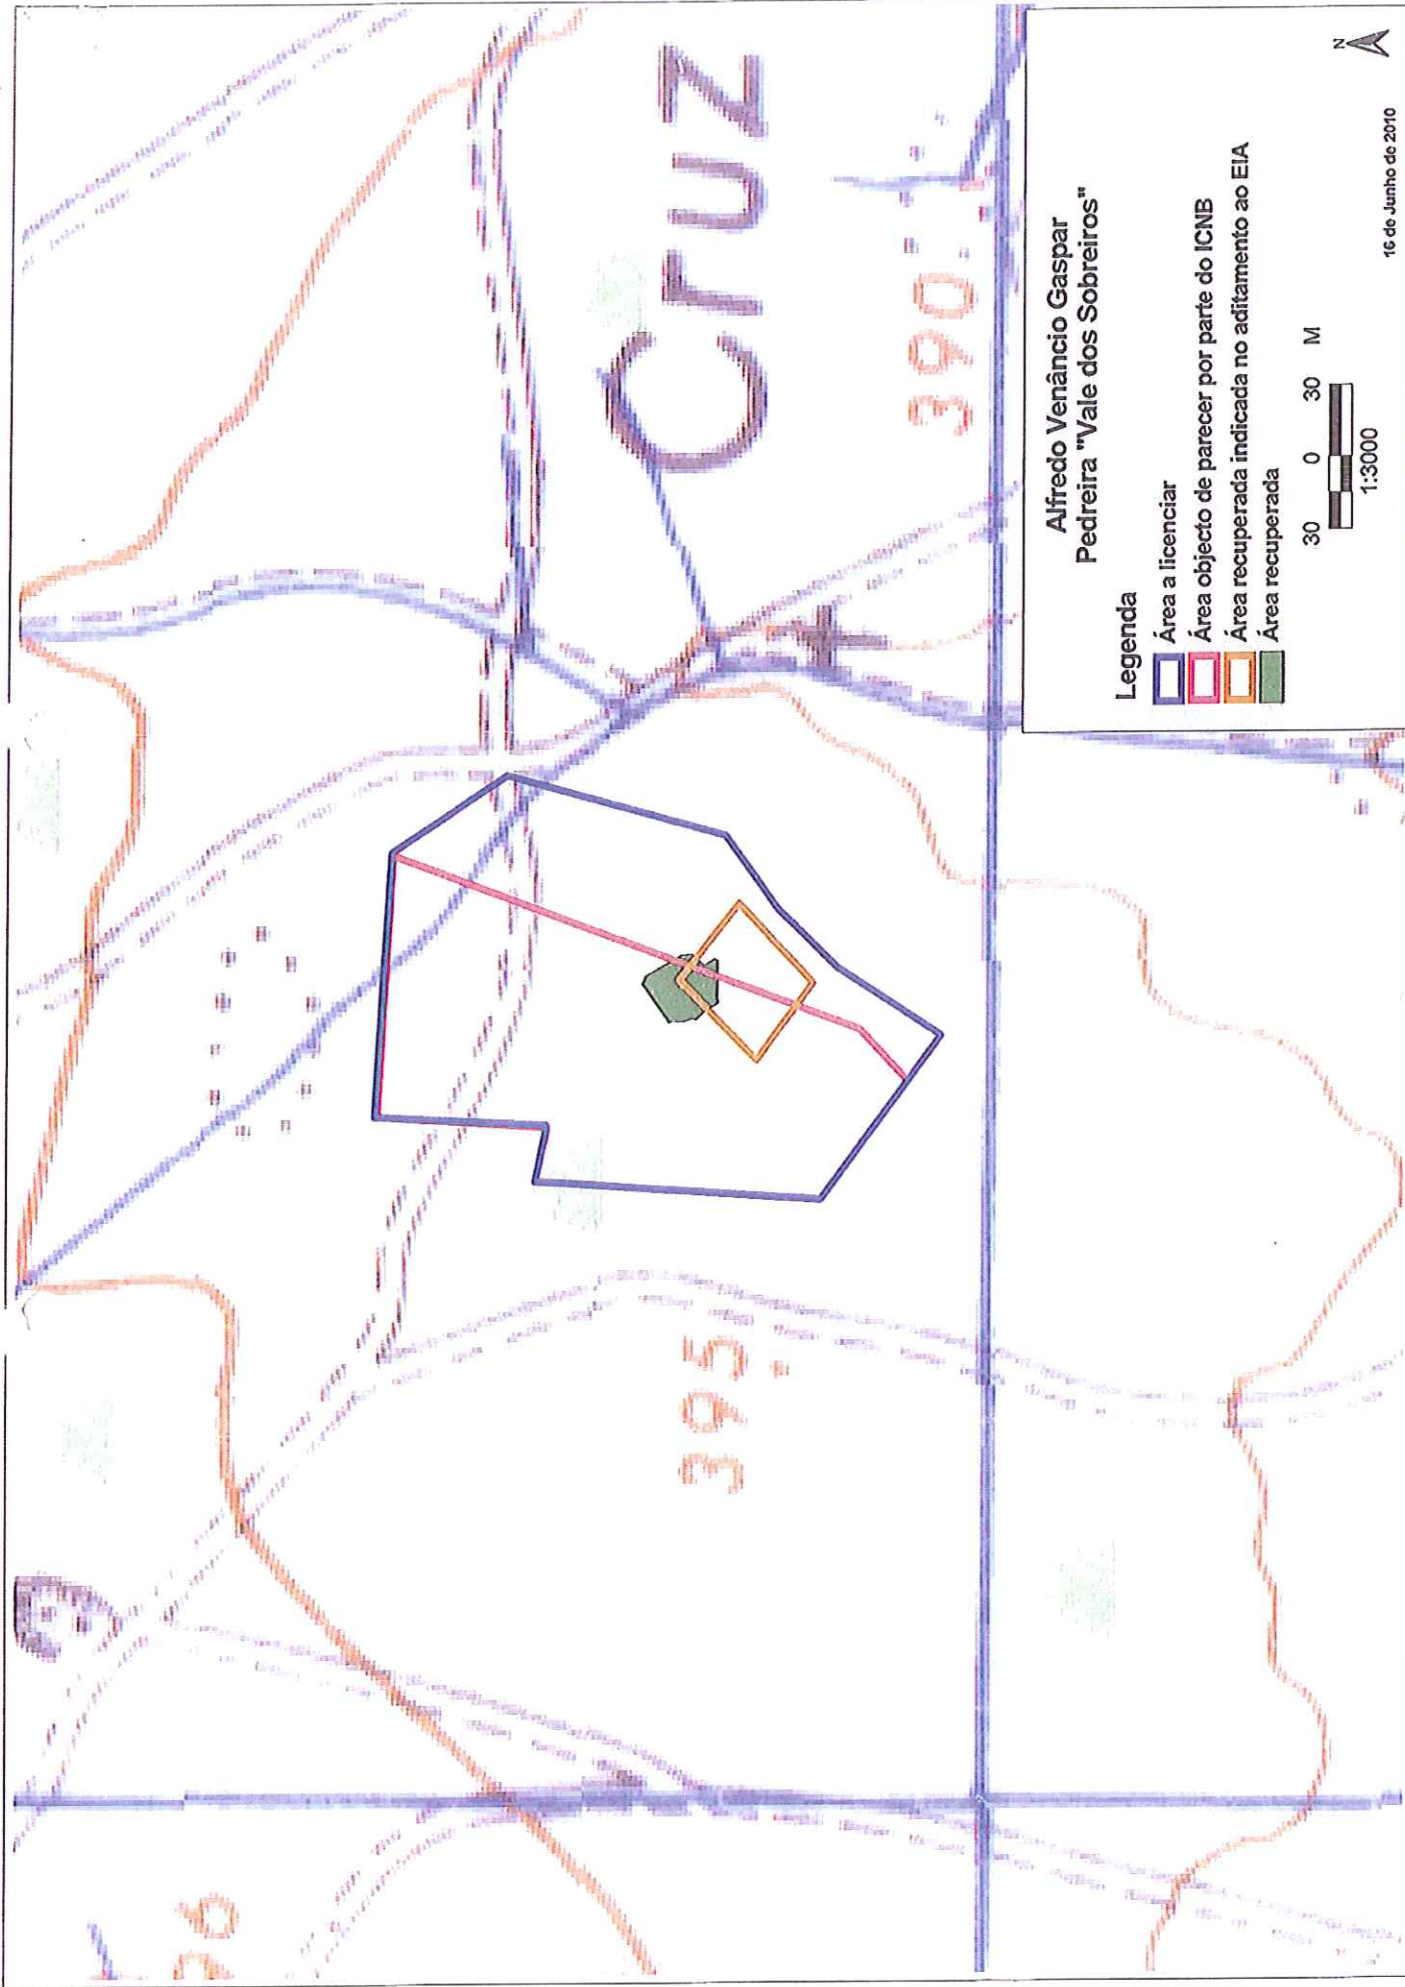 Cruz
390
395
Alfredo Venâncio Gaspar
Pedreira "Vale dos Sobreiros"
Legenda
Área a licenciar
Área objecto de parecer por parte do ICNB
Área recuperada indicada no aditamento ao EIA
Área recuperada
30 0 30 M
1:3000
N
16 de Junho de 2010